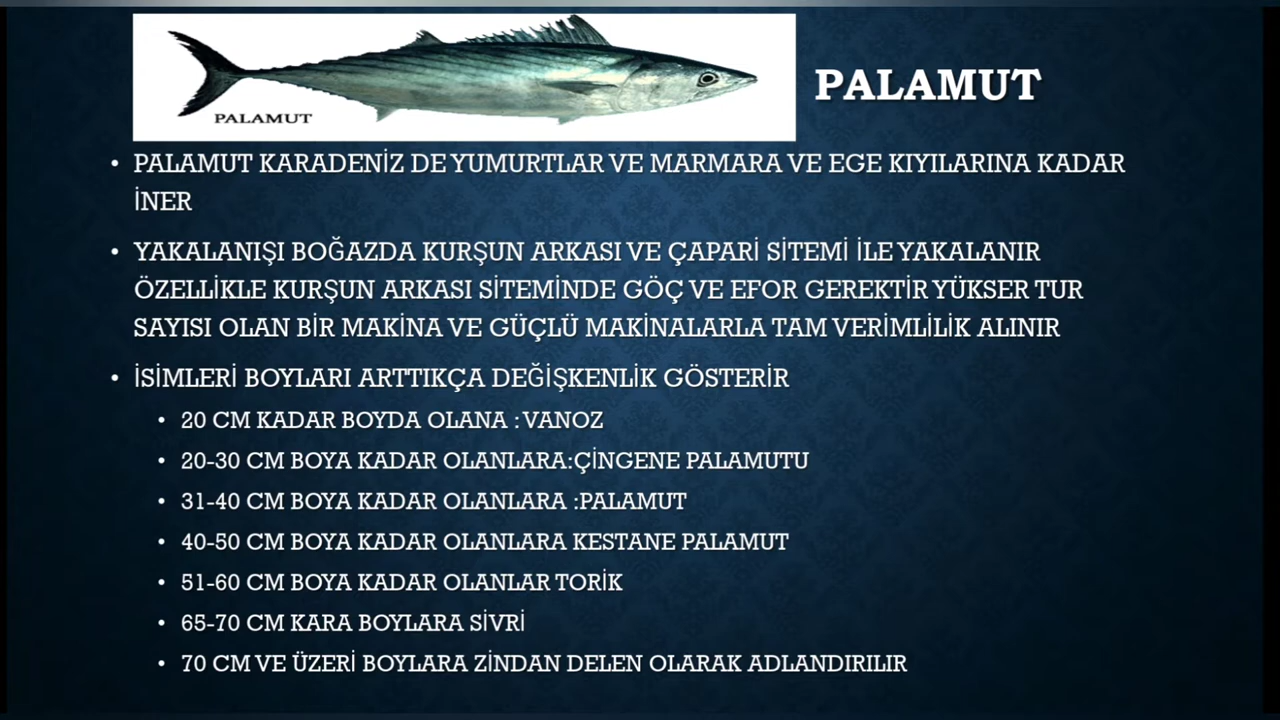 PALAMUT
PALAMUT
• PALAMUT KARADENİZ DE YUMURTLAR VE MARMARA VE EGE KIYILARINA KADAR
İNER
• YAKALANIŞI BOĞAZDA KURŞUN ARKASI VE ÇAPARİ SİTEMİ İLE YAKALANIR
ÖZELLİKLE KURŞUN ARKASI SİTEMİNDE GÖÇ VE EFOR GEREKTİR YÜKSER TUR
SAYISI OLAN BİR MAKİNA VE GÜÇLÜ MAKİNALARLA TAM VERİMLİLİK ALINIR
• İSİMLERİ BOYLARI ARTTIKÇA DEĞİŞKENLİK GÖSTERİR
• 20 CM KADAR BOYDA OLANA : VANOZ
• 20-30 CM BOYA KADAR OLANLARA:ÇİNGENE PALAMUTU
• 31-40 CM BOYA KADAR OLANLARA :PALAMUT
• 40-50 CM BOYA KADAR OLANLARA KESTANE PALAMUT
• 51-60 CM BOYA KADAR OLANLAR TORİK
• 65-70 CM KARA BOYLARA SİVRİ
• 70 CM VE ÜZERİ BOYLARA ZİNDAN DELEN OLARAK ADLANDIRILIR